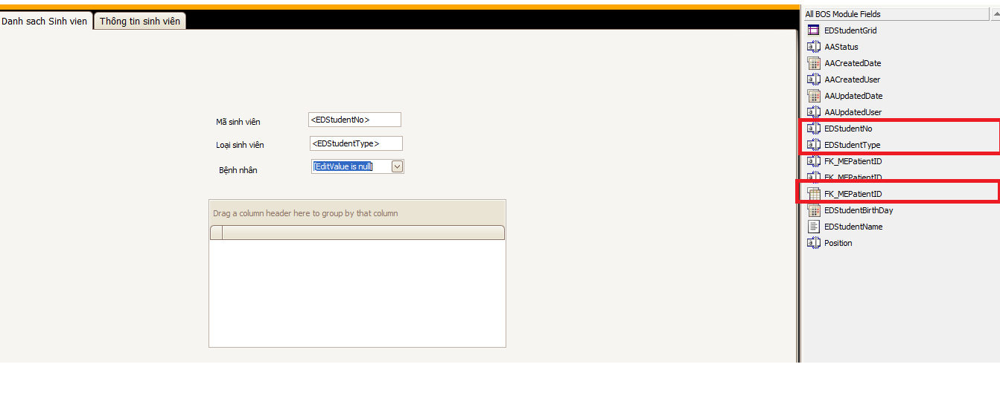 Danh sach Sinh vien
Thông tin sinh viên
Mã sinh viên
<EDStudentNo>
Loại sinh viên
<EDStudentType>
Bệnh nhân
[EditValue is null]
Drag a column header here to group by that column
All BOS Module Fields
EDStudentGrid
AAStatus
AACreatedDate
AACreatedUser
AAUpdatedDate
AAUpdatedUser
EDStudentNo
EDStudentType
FK_MEPatientID
FK_MEPatientID
FK_MEPatientID
EDStudentBirthDay
EDStudentName
Position